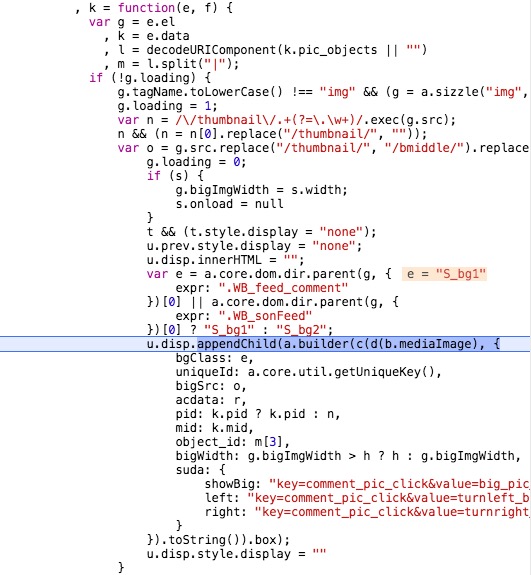 , k = function(e, f) {
var g = e.el
, k = e.data
, l = decodeURIComponent(k.pic_objects || "")
, m = l.split("|");
if (!g.loading) {
g.tagName.toLowerCase() !== "img" && (g = a.sizzle("img",
g.loading = 1;
var n = /\/thumbnail\/.+(?=\.\w+)/.exec(g.src);
n && (n = n[0].replace("/thumbnail/", ""));
var o = g.src.replace("/thumbnail/", "/bmiddle/").replace
g.loading = 0;
if (s) {
g.bigImgWidth = s.width;
s.onload = null
}
t && (t.style.display = "none");
u.prev.style.display = "none";
u.disp.innerHTML = "";
var e = a.core.dom.dir.parent(g, { e = "S_bg1"
expr: ".WB_feed_comment"
})[0] || a.core.dom.dir.parent(g, {
expr: ".WB_sonFeed"
})[0] ? "S_bg1" : "S_bg2";
u.disp.appendChild(a.builder(c(d(b.mediaImage), {
bgClass: e,
uniqueId: a.core.util.getUniqueKey(),
bigSrc: o,
acdata: r,
pid: k.pid ? k.pid : n,
mid: k.mid,
object_id: m[3],
bigWidth: g.bigImgWidth > h ? h : g.bigImgWidth,
suda: {
showBig: "key=comment_pic_click&value=big_pic
left: "key=comment_pic_click&value=turnleft_b
right: "key=comment_pic_click&value=turnright
}
}).toString()).box);
u.disp.style.display = ""
}